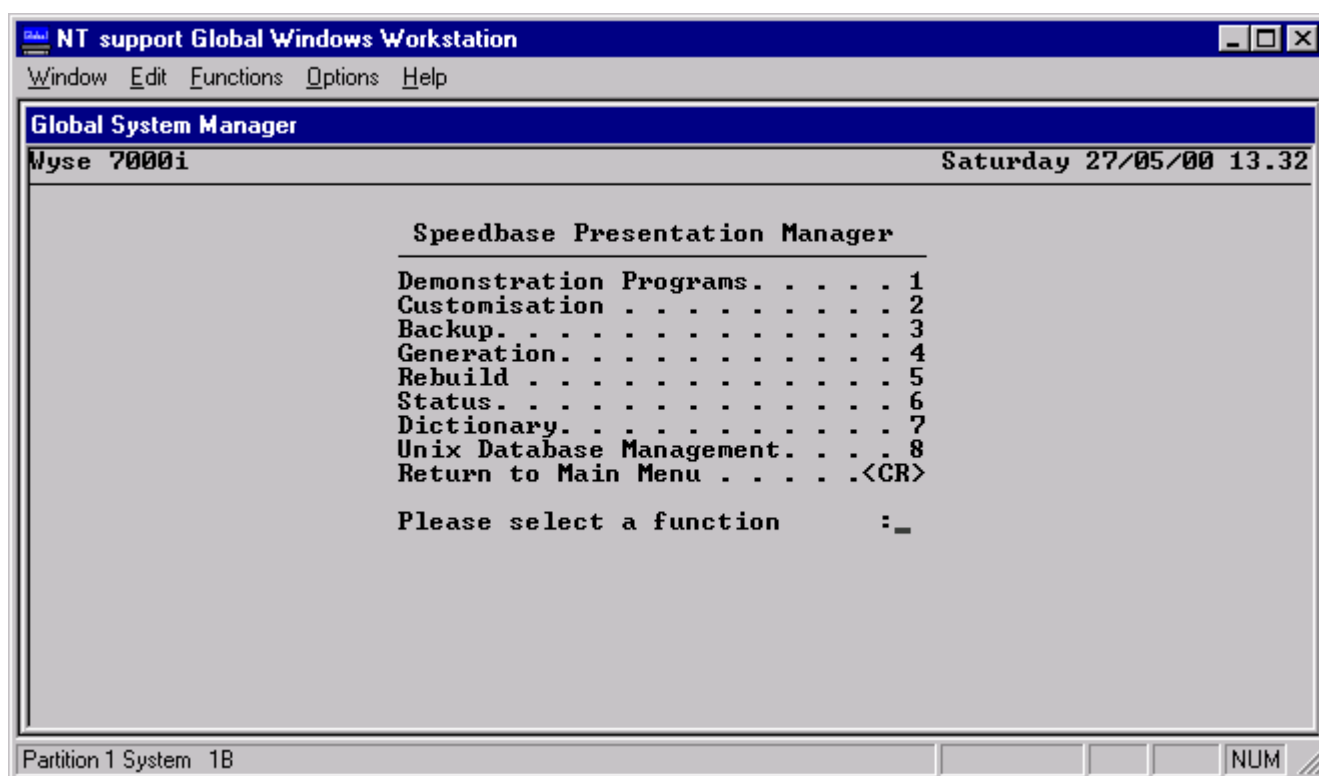 NT support Global Windows Workstation
Window Edit Functions Options Help
Global System Manager
Wyse 7000i Saturday 27/05/00 13.32
Speedbase Presentation Manager
Demonstration Programs. . . . . 1
Customisation . . . . . . . . . 2
Backup. . . . . . . . . . . . . 3
Generation. . . . . . . . . . . 4
Rebuild . . . . . . . . . . . . 5
Status. . . . . . . . . . . . . 6
Dictionary. . . . . . . . . . . 7
Unix Database Management. . . . 8
Return to Main Menu . . . . .<CR>
Please select a function :_
Partition 1 System 1B NUM